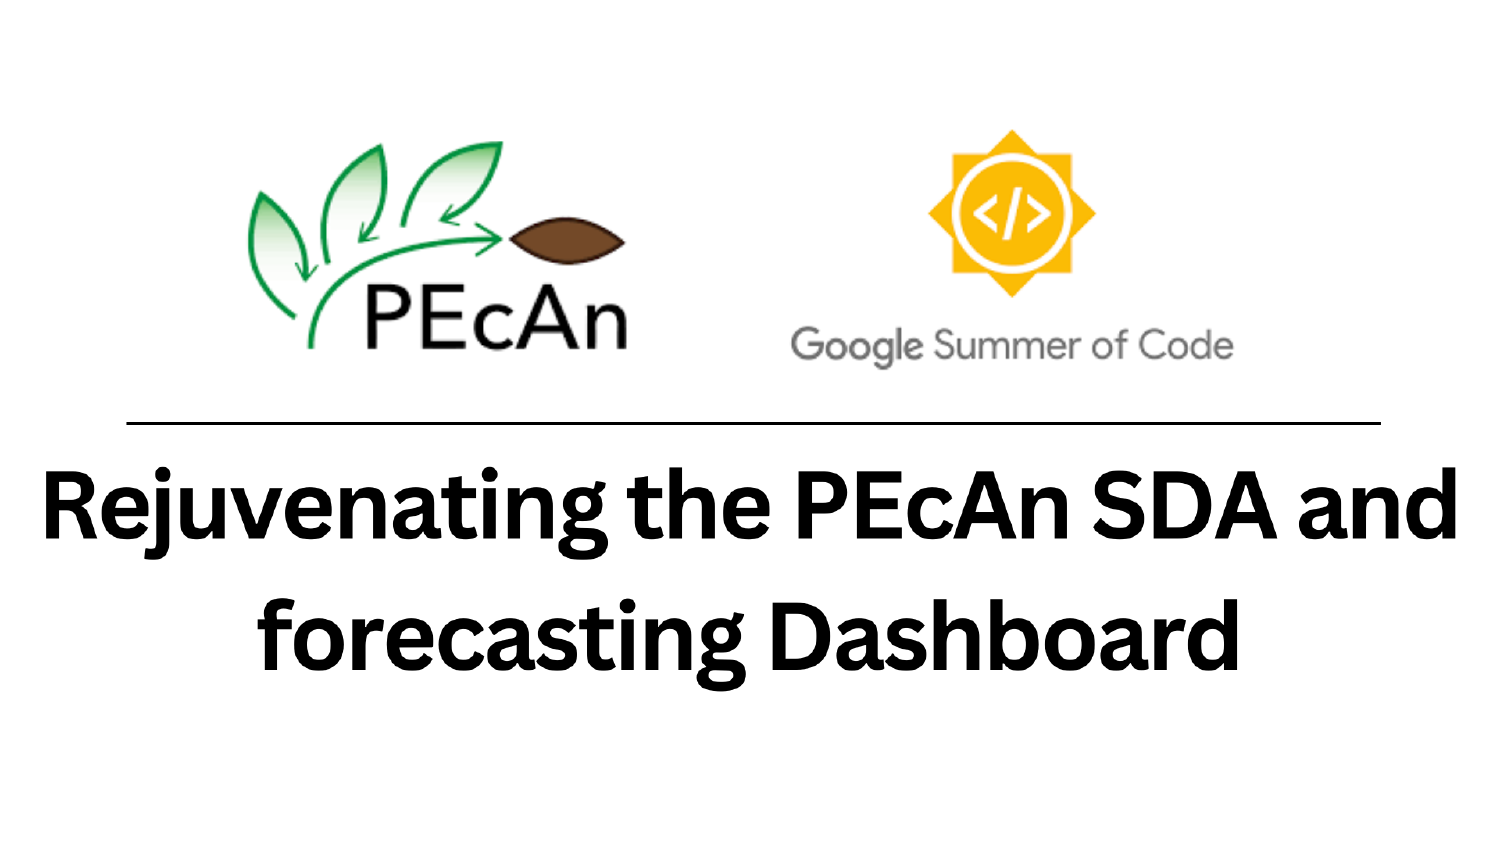 PEcAn
</>
Google Summer of Code
Rejuvenating the PEcAn SDA and
forecasting Dashboard